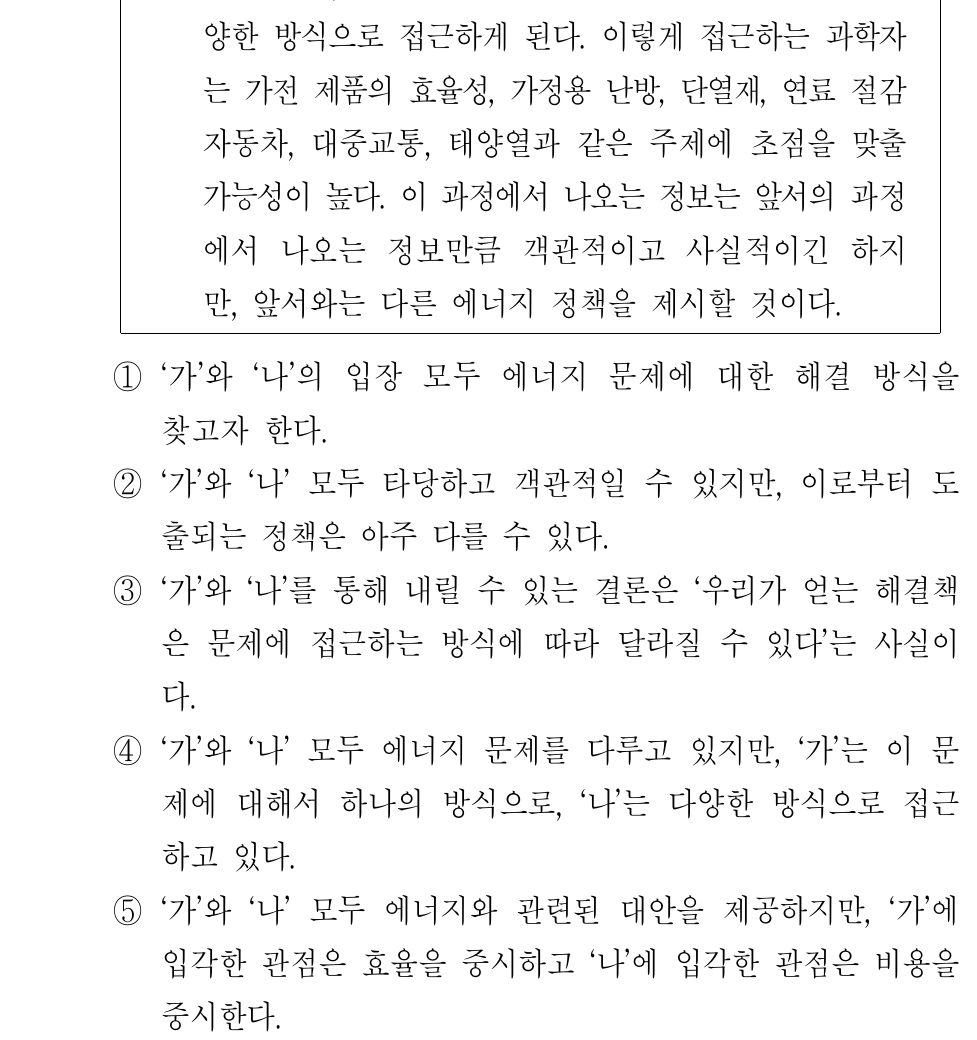 양한 방식으로 접근하게 된다. 이렇게 접근하는 과학자
는 가전 제품의 효율성, 가정용 난방, 단열재, 연료 절감
자동차, 대중교통, 태양열과 같은 주제에 초점을 맞출
가능성이 높다. 이 과정에서 나오는 정보는 앞서의 과정
에서 나오는 정보만큼 객관적이고 사실적이긴 하지
만, 앞서와는 다른 에너지 정책을 제시할 것이다.
① ‘가’와 ‘나’의 입장 모두 에너지 문제에 대한 해결 방식을
찾고자 한다.
② ‘가’와 ‘나’ 모두 타당하고 객관적일 수 있지만, 이로부터 도
출되는 정책은 아주 다를 수 있다.
③ ‘가’와 ‘나’를 통해 내릴 수 있는 결론은 ‘우리가 얻는 해결책
은 문제에 접근하는 방식에 따라 달라질 수 있다’는 사실이
다.
④ ‘가’와 ‘나’ 모두 에너지 문제를 다루고 있지만, ‘가’는 이 문
제에 대해서 하나의 방식으로, ‘나’는 다양한 방식으로 접근
하고 있다.
⑤ ‘가’와 ‘나’ 모두 에너지와 관련된 대안을 제공하지만, ‘가’에
입각한 관점은 효율을 중시하고 ‘나’에 입각한 관점은 비용을
중시한다.